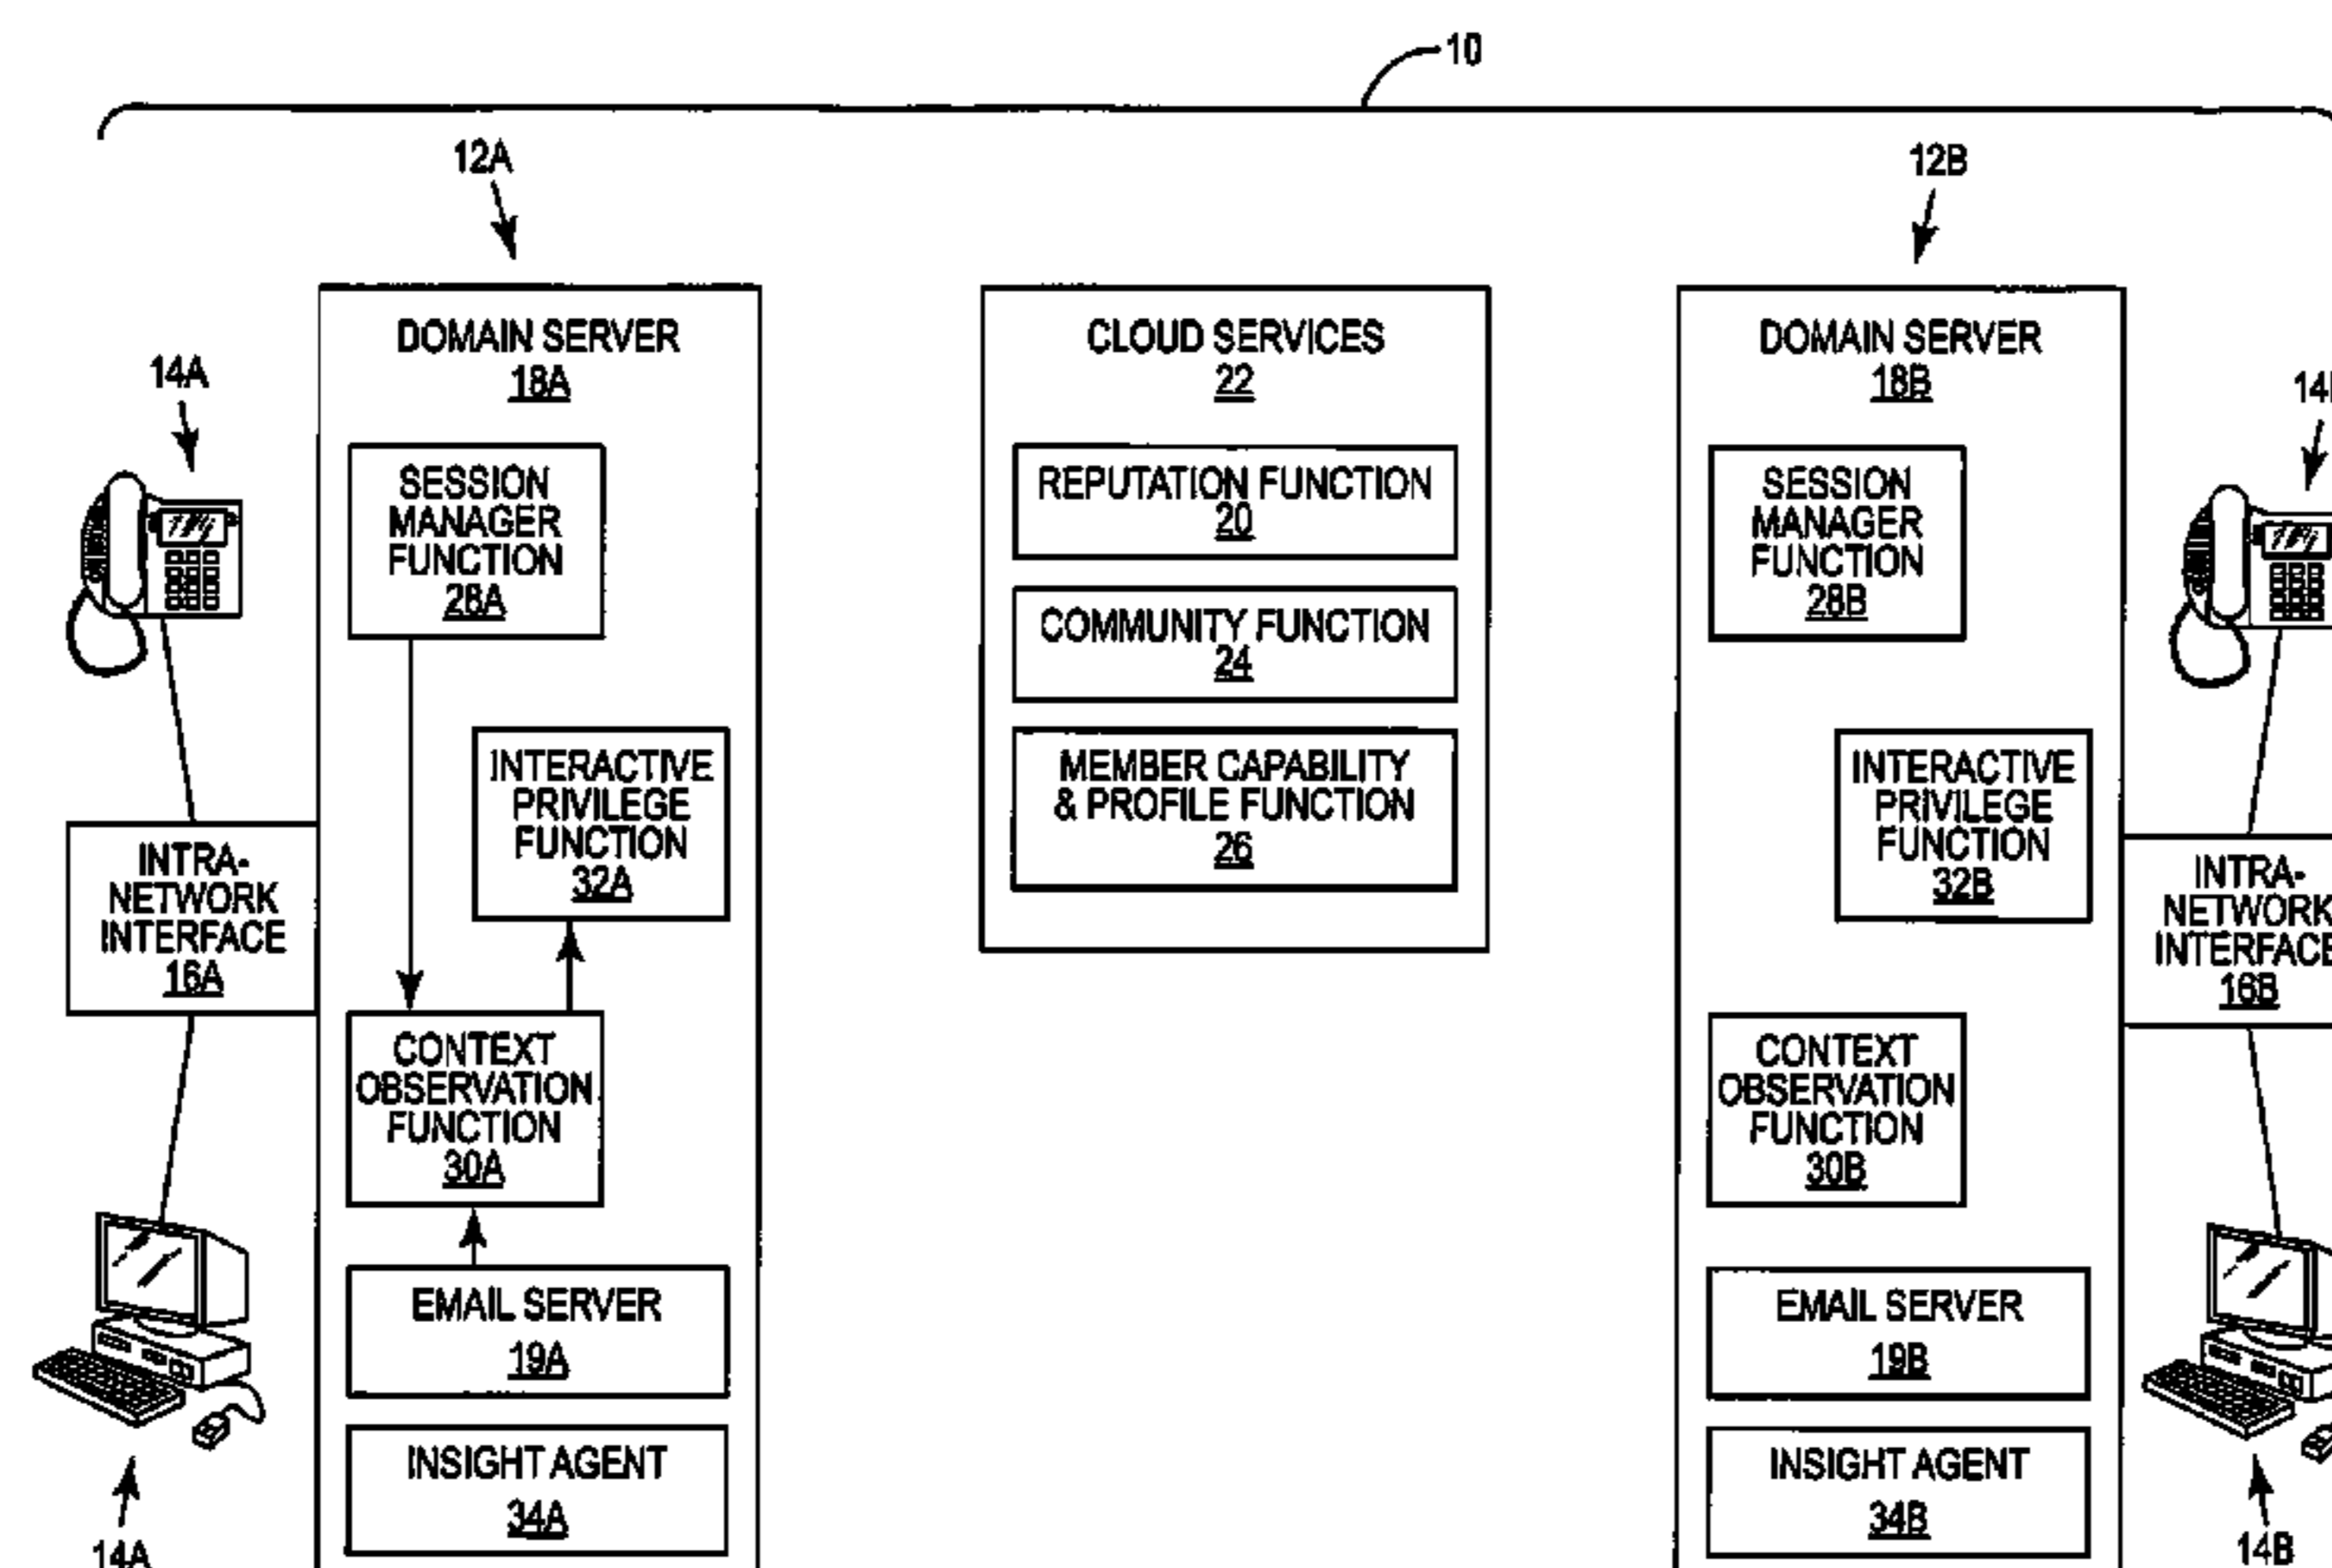 10
12A
12B
DOMAIN SERVER
18A
CLOUD SERVICES
22
DOMAIN SERVER
18B
14A
SESSION
MANAGER
FUNCTION
28A
REPUTATION FUNCTION
20
SESSION
MANAGER
FUNCTION
28B
COMMUNITY FUNCTION
24
INTERACTIVE
PRIVILEGE
FUNCTION
32A
MEMBER CAPABILITY
& PROFILE FUNCTION
26
INTERACTIVE
PRIVILEGE
FUNCTION
32B
INTRA-
NETWORK
INTERFACE
16A
INTRA-
NETWORK
INTERFACE
16B
CONTEXT
OBSERVATION
FUNCTION
30A
CONTEXT
OBSERVATION
FUNCTION
30B
EMAIL SERVER
19A
EMAIL SERVER
19B
INSIGHT AGENT
34A
INSIGHT AGENT
34B
14A
14B